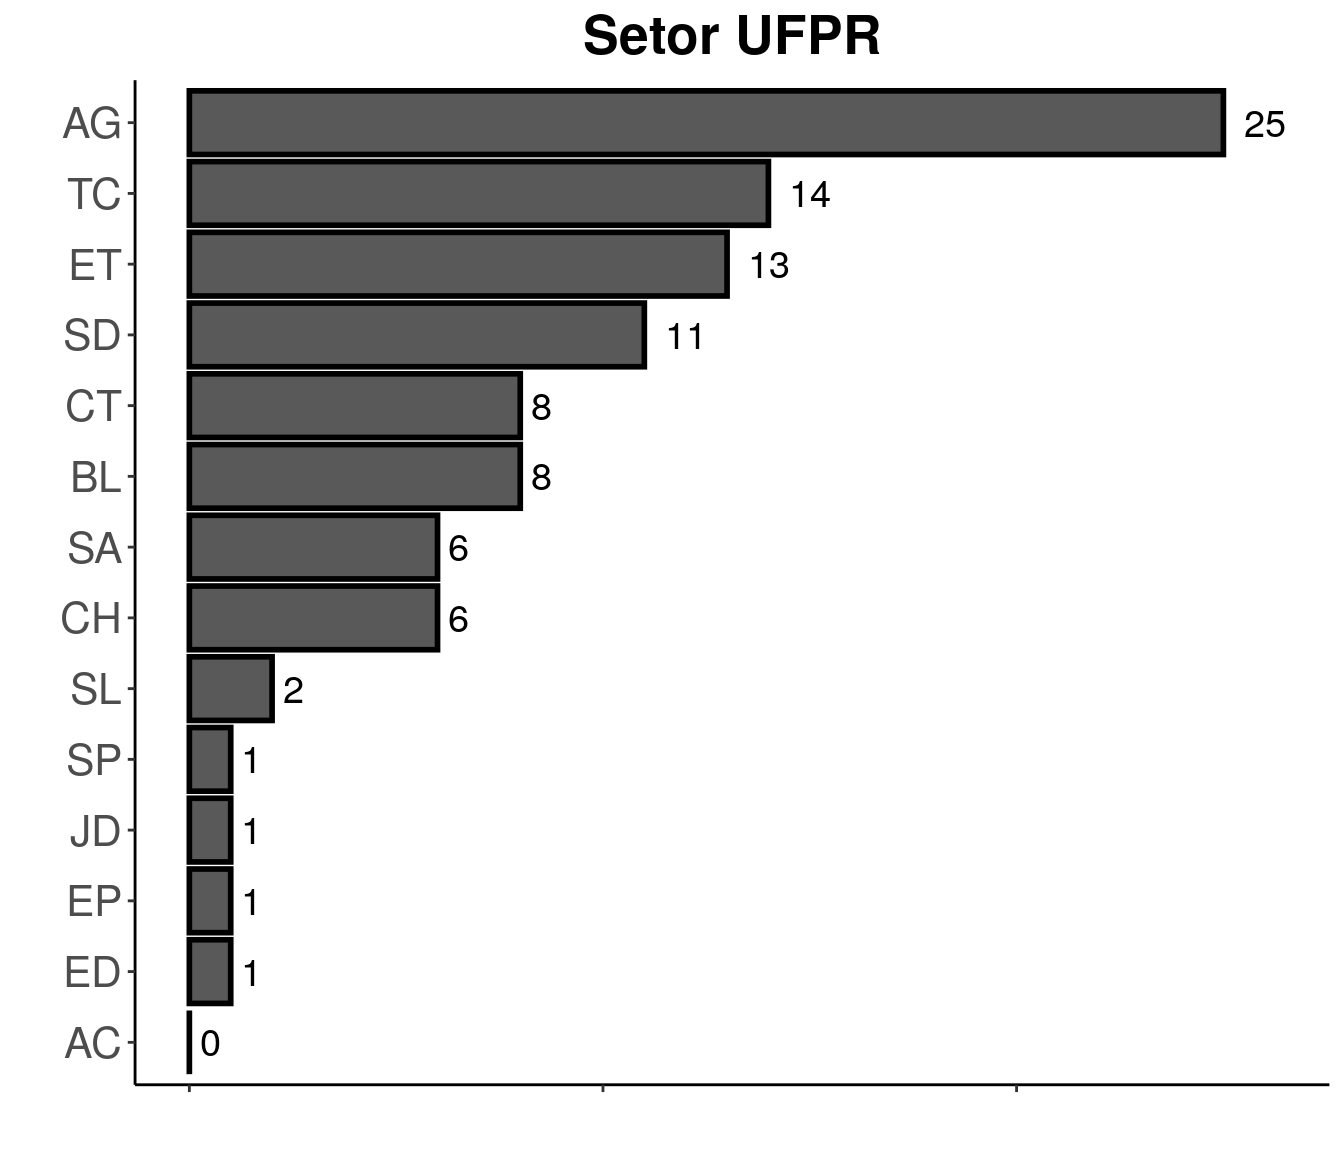 Setor UFPR
AG 25
TC 14
ET 13
SD 11
CT 8
BL 8
SA 6
CH 6
SL 2
SP 1
JD 1
EP 1
ED 1
AC 0